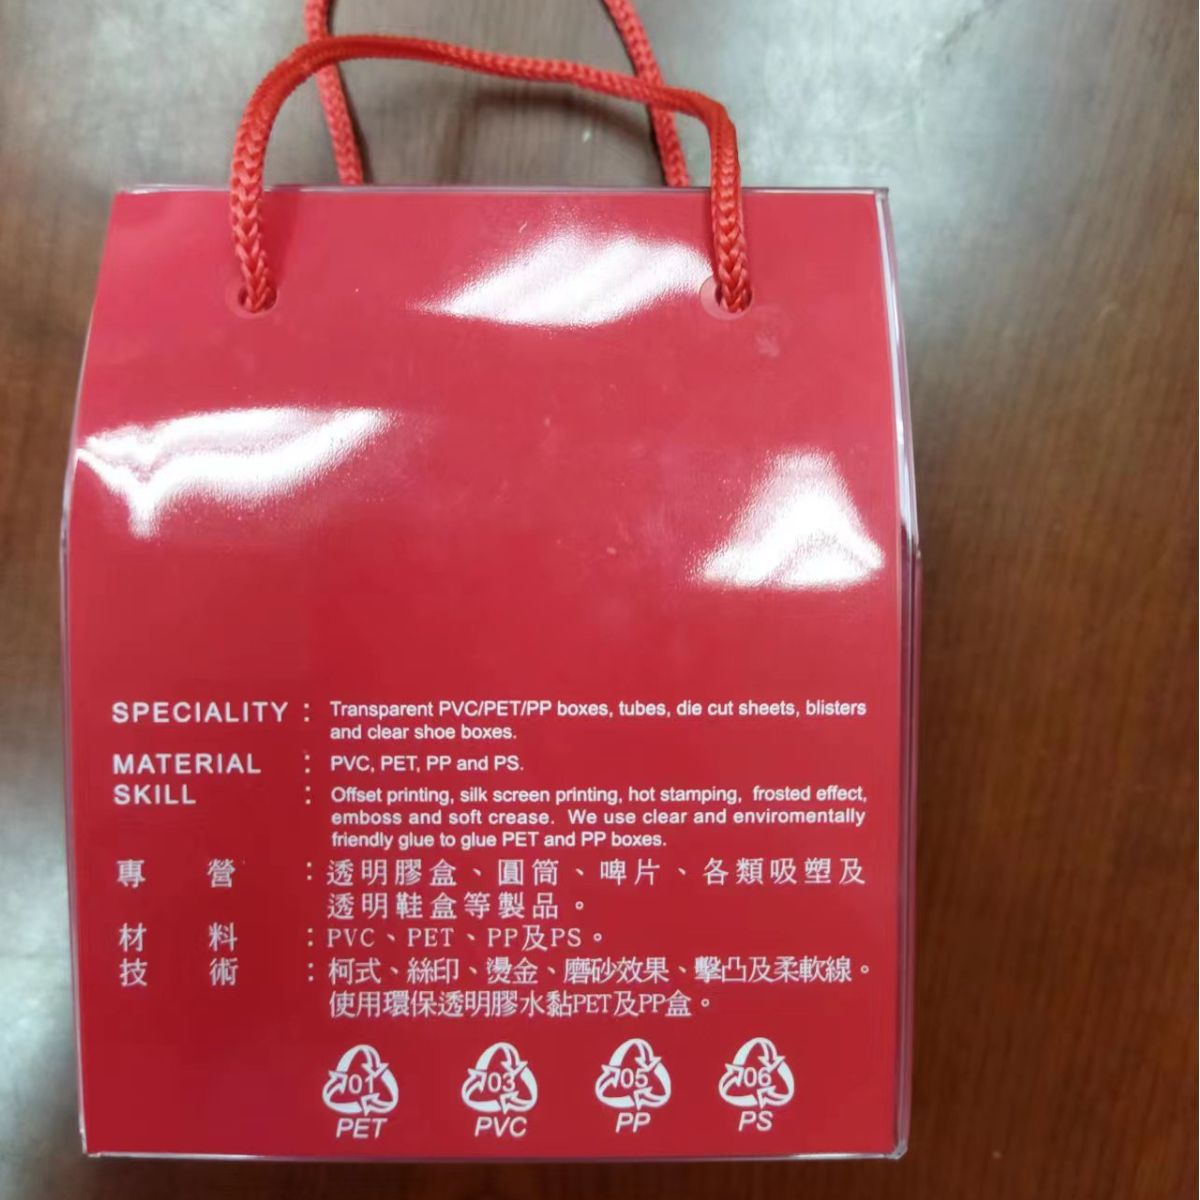 SPECIALITY : Transparent PVC/PET/PP boxes, tubes, die cut sheets, blisters
and clear shoe boxes.
MATERIAL : PVC, PET, PP and PS.
SKILL : Offset printing, silk screen printing, hot stamping, frosted effect,
emboss and soft crease. We use clear and enviromentally
friendly glue to glue PET and PP boxes.
專營：透明膠盒、圓筒、啤片、各類吸塑及
透明鞋盒等製品。
材料：PVC、PET、PP及PS。
技術：柯式、絲印、燙金、磨砂效果、擊凸及柔軟線。
使用環保透明膠水黏PET及PP盒。
01 03 05 06
PET PVC PP PS